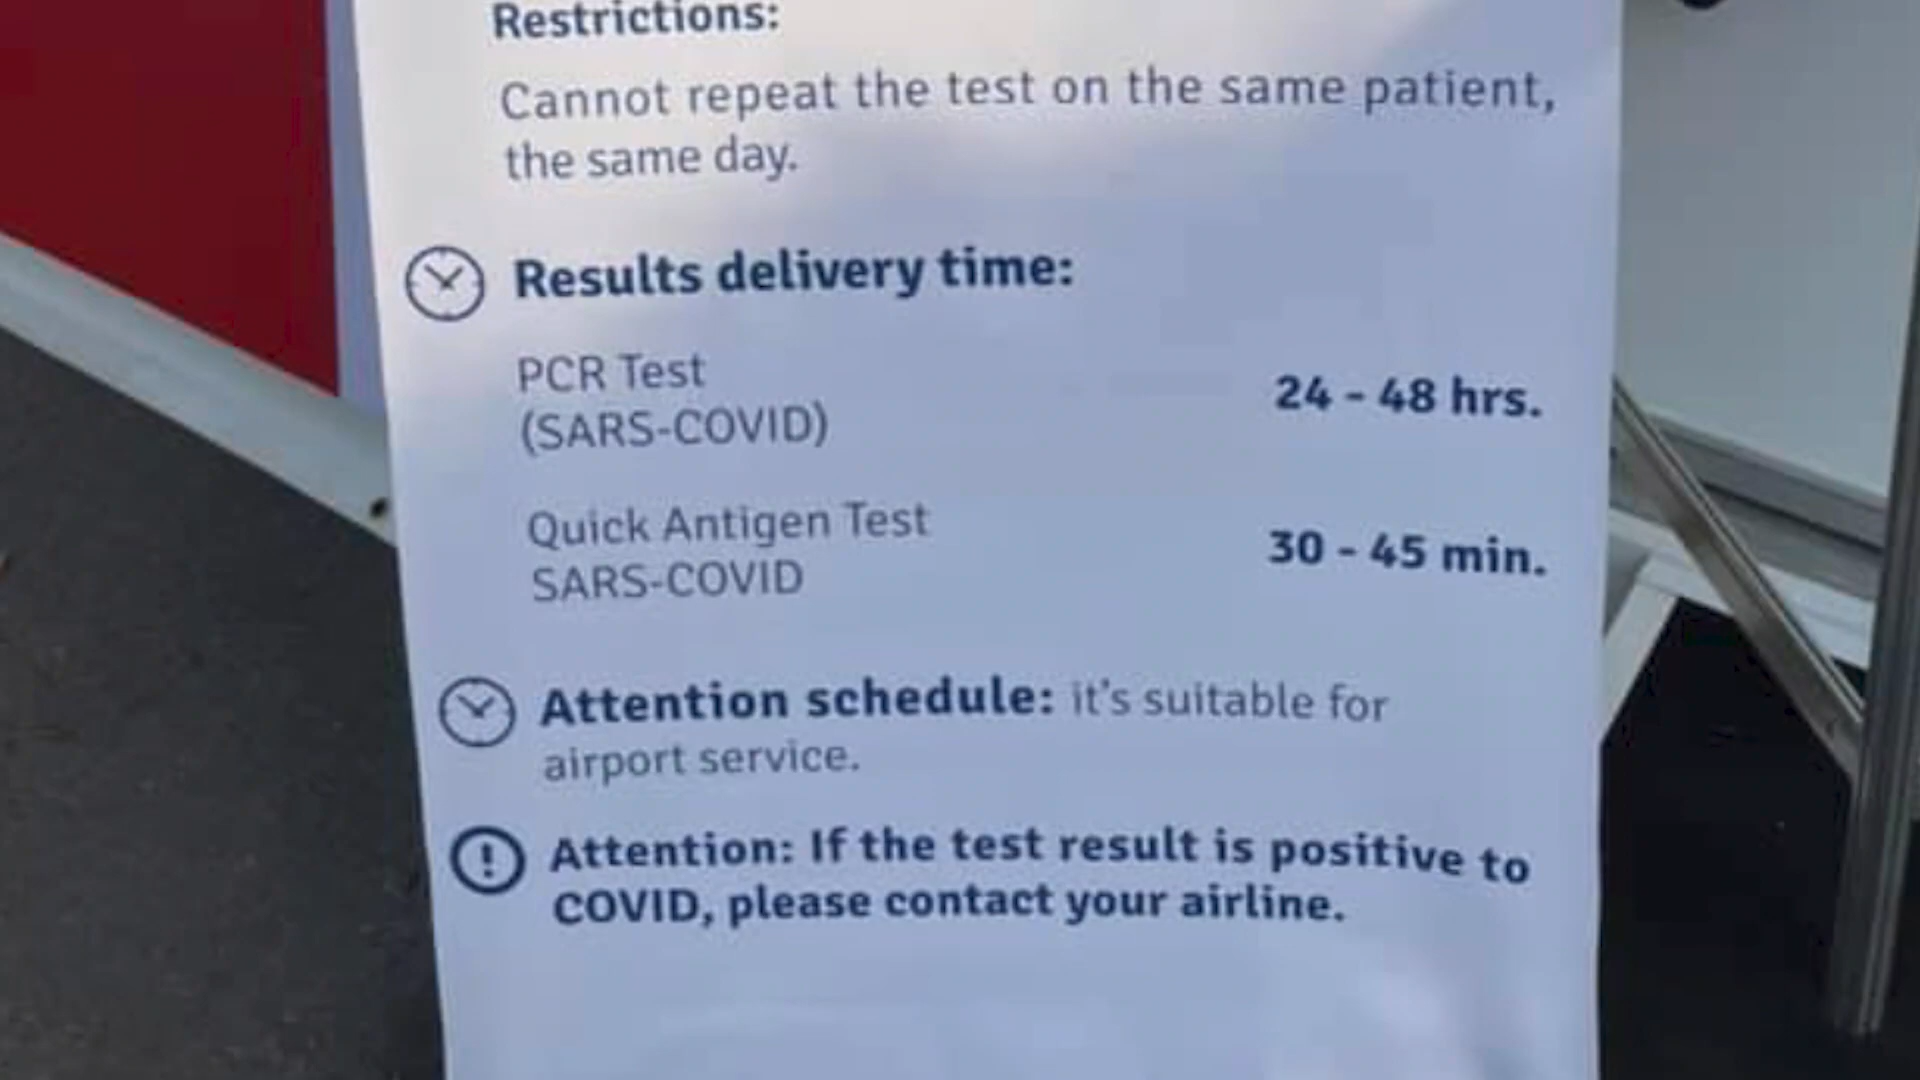 Restrictions:
Cannot repeat the test on the same patient,
the same day.
Results delivery time:
PCR Test
(SARS-COVID)
24 - 48 hrs.
Quick Antigen Test
SARS-COVID
30 - 45 min.
Attention schedule: it's suitable for
airport service.
Attention: If the test result is positive to
COVID, please contact your airline.